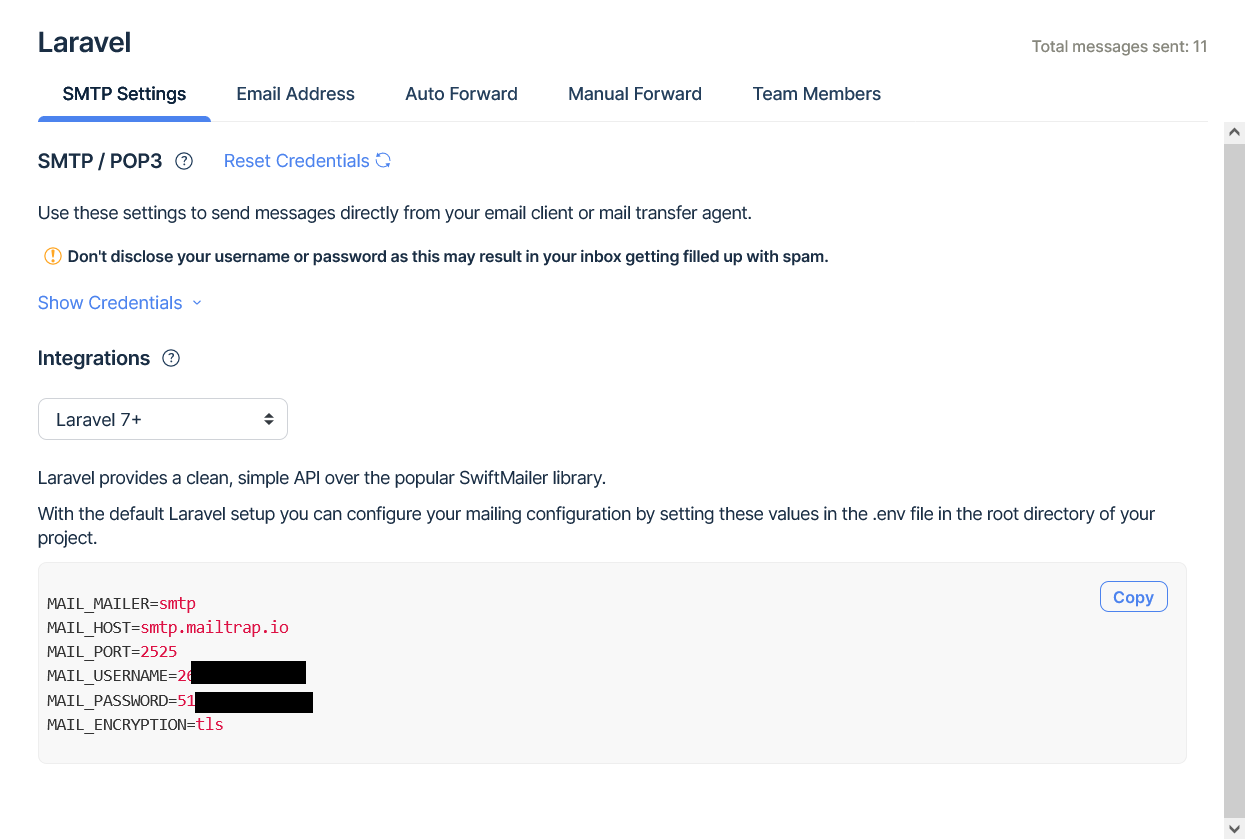 Laravel
Total messages sent: 11
SMTP Settings Email Address Auto Forward Manual Forward Team Members
SMTP / POP3 ? Reset Credentials
Use these settings to send messages directly from your email client or mail transfer agent.
Don't disclose your username or password as this may result in your inbox getting filled up with spam.
Show Credentials
Integrations ?
Laravel 7+
Laravel provides a clean, simple API over the popular SwiftMailer library.
With the default Laravel setup you can configure your mailing configuration by setting these values in the .env file in the root directory of your
project.
Copy
MAIL_MAILER=smtp
MAIL_HOST=smtp.mailtrap.io
MAIL_PORT=2525
MAIL_USERNAME=26
MAIL_PASSWORD=51
MAIL_ENCRYPTION=tls